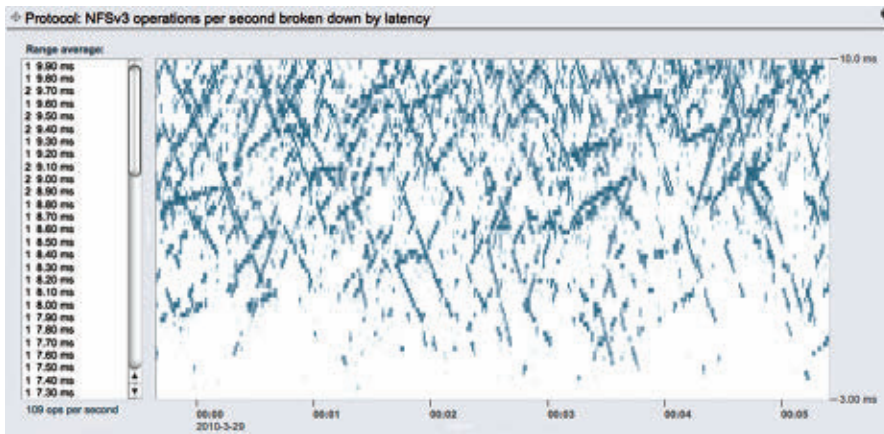 Protocol: NFSv3 operations per second broken down by latency
Range average:
1 9.90 ms
1 9.80 ms
2 9.70 ms
1 9.60 ms
2 9.50 ms
2 9.40 ms
1 9.30 ms
1 9.20 ms
2 9.10 ms
2 9.00 ms
2 8.90 ms
1 8.80 ms
1 8.70 ms
1 8.60 ms
1 8.50 ms
1 8.40 ms
1 8.30 ms
1 8.20 ms
1 8.10 ms
1 8.00 ms
1 7.90 ms
1 7.80 ms
1 7.70 ms
1 7.60 ms
1 7.50 ms
1 7.40 ms
1 7.30 ms
109 ops per second
10.0 ms
3.00 ms
00:00
00:01
00:02
00:03
00:04
00:05
2010-3-29